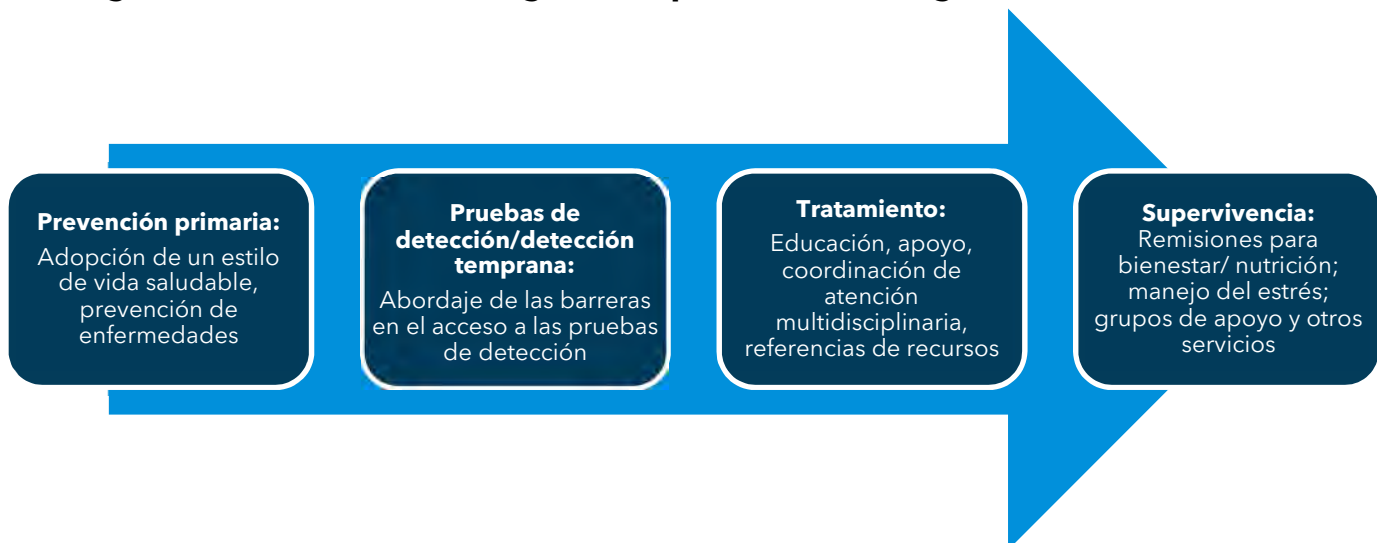 Prevención primaria:
Adopción de un estilo
de vida saludable,
prevención de
enfermedades
Pruebas de
detección/detección
temprana:
Abordaje de las barreras
en el acceso a las pruebas
de detección
Tratamiento:
Educación, apoyo,
coordinación de
atención
multidisciplinaria,
referencias de recursos
Supervivencia:
Remisiones para
bienestar/ nutrición;
manejo del estrés;
grupos de apoyo y otros
servicios